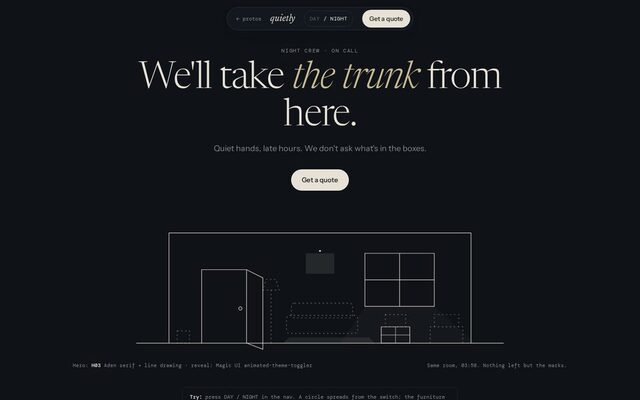 ← protos quietly DAY / NIGHT Get a quote
NIGHT CREW · ON CALL
We'll take the trunk from
here.
Quiet hands, late hours. We don't ask what's in the boxes.
Get a quote
Hero: H03 Aden serif + line drawing · reveal: Magic UI animated-theme-toggler
Same room, 03:58. Nothing left but the marks.
Try: press DAY / NIGHT in the nav. A circle spreads from the switch; the furniture